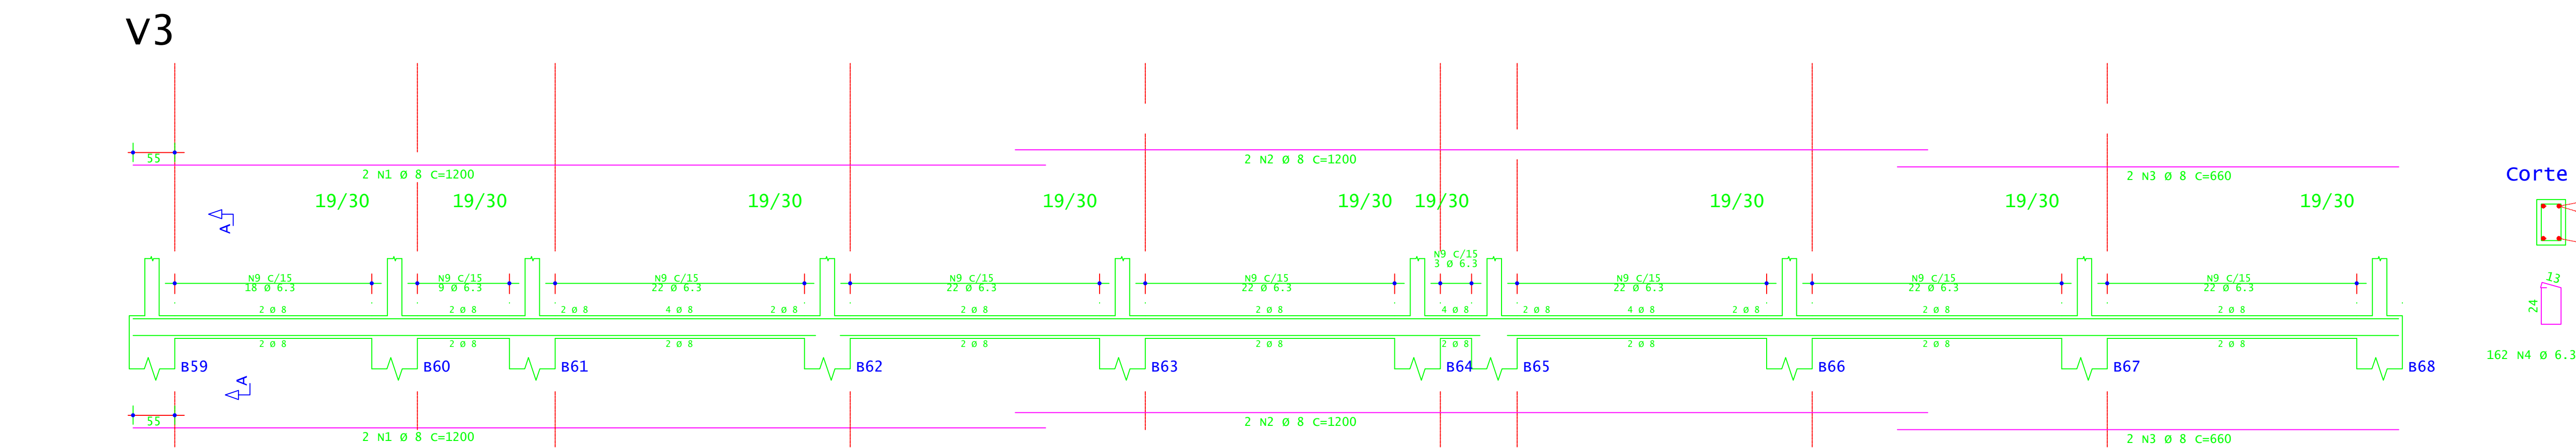 V3
55
2 N1 Ø 8 C=1200
2 N2 Ø 8 C=1200
2 N3 Ø 8 C=660
Corte
19/30 19/30 19/30 19/30 19/30 19/30 19/30 19/30 19/30
A
N9 C/15
18 Ø 6.3
N9 C/15
9 Ø 6.3
N9 C/15
22 Ø 6.3
N9 C/15
22 Ø 6.3
N9 C/15
22 Ø 6.3
N9 C/15
3 Ø 6.3
N9 C/15
22 Ø 6.3
N9 C/15
22 Ø 6.3
N9 C/15
22 Ø 6.3
13
24
2 Ø 8 2 Ø 8 2 Ø 8 4 Ø 8 2 Ø 8 2 Ø 8 2 Ø 8 4 Ø 8 2 Ø 8 4 Ø 8 2 Ø 8 2 Ø 8 2 Ø 8
2 Ø 8 2 Ø 8 2 Ø 8 2 Ø 8 2 Ø 8 2 Ø 8 2 Ø 8 2 Ø 8 2 Ø 8
162 N4 Ø 6.3
B59 B60 B61 B62 B63 B64 B65 B66 B67 B68
A
55
2 N1 Ø 8 C=1200
2 N2 Ø 8 C=1200
2 N3 Ø 8 C=660